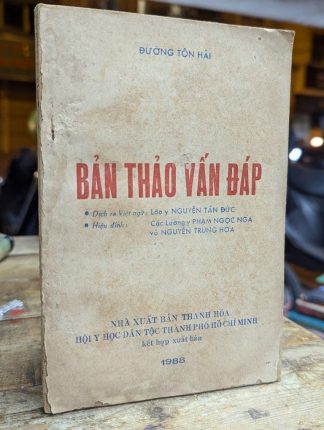 ĐƯỜNG TÔN HẢI
BẢN THẢO VẤN ĐÁP
• Dịch ra Việt ngữ: Lão y NGUYỄN TẤN ĐỨC
• Hiệu đính: Các Lương y PHẠM NGỌC NGA
và NGUYỄN TRUNG HÒA
NHÀ XUẤT BẢN THANH HÓA
HỘI Y HỌC DÂN TỘC THÀNH PHỐ HỒ CHÍ MINH
kết hợp xuất bản
1988